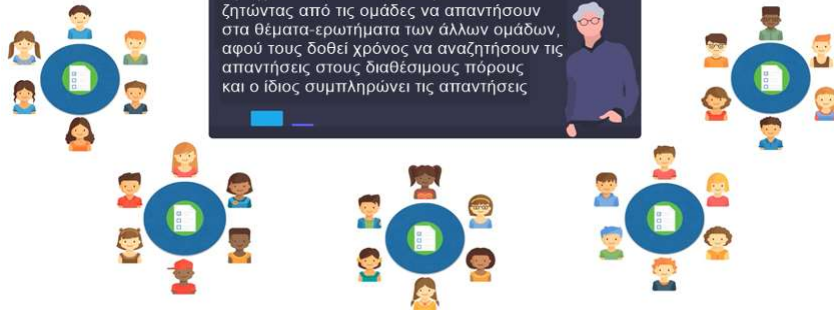 ζητώντας από τις ομάδες να απαντήσουν
στα θέματα-ερωτήματα των άλλων ομάδων,
αφού τους δοθεί χρόνος να αναζητήσουν τις
απαντήσεις στους διαθέσιμους πόρους
και ο ίδιος συμπληρώνει τις απαντήσεις